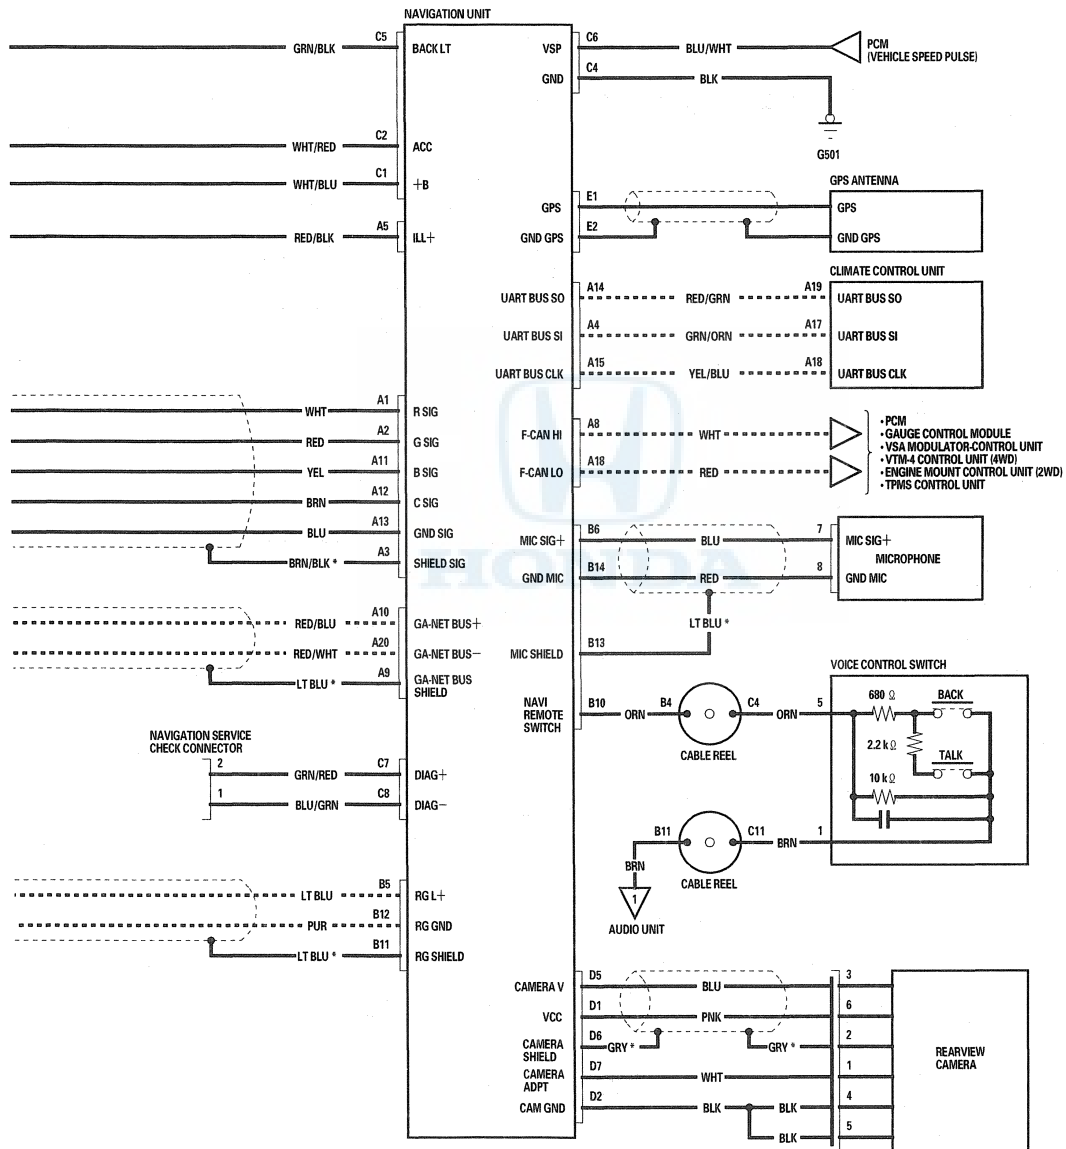 NAVIGATION UNIT
GRN/BLK C5 BACK LT
WHT/RED C2 ACC
WHT/BLU C1 +B
RED/BLK A5 ILL+
WHT A1 R SIG
RED A2 G SIG
YEL A11 B SIG
BRN A12 C SIG
BLU A13 GND SIG
BRN/BLK * A3 SHIELD SIG
RED/BLU A10 GA-NET BUS+
RED/WHT A20 GA-NET BUS−
LT BLU * A9 GA-NET BUS
SHIELD
NAVIGATION SERVICE
CHECK CONNECTOR
2 GRN/RED C7 DIAG+
1 BLU/GRN C8 DIAG−
LT BLU B5 RG L+
PUR B12 RG GND
LT BLU * B11 RG SHIELD
VSP C6 BLU/WHT PCM
(VEHICLE SPEED PULSE)
GND C4 BLK
G501
GPS ANTENNA
GPS E1 GPS
GND GPS E2 GND GPS
CLIMATE CONTROL UNIT
UART BUS SO A14 RED/GRN A19 UART BUS SO
UART BUS SI A4 GRN/ORN A17 UART BUS SI
UART BUS CLK A15 YEL/BLU A18 UART BUS CLK
F-CAN HI A8 WHT
F-CAN LO A18 RED
• PCM
• GAUGE CONTROL MODULE
• VSA MODULATOR-CONTROL UNIT
• VTM-4 CONTROL UNIT (4WD)
• ENGINE MOUNT CONTROL UNIT (2WD)
• TPMS CONTROL UNIT
HONDA
MIC SIG+ B6 BLU 7 MIC SIG+
MICROPHONE
GND MIC B14 RED 8 GND MIC
LT BLU *
MIC SHIELD B13
VOICE CONTROL SWITCH
NAVI
REMOTE
SWITCH
B10 ORN B4 C4 ORN 5
CABLE REEL
680 Ω BACK
2.2 kΩ TALK
10 kΩ
B11 C11 BRN 1
BRN
CABLE REEL
1
AUDIO UNIT
CAMERA V D5 BLU 3
VCC D1 PNK 6
CAMERA
SHIELD
D6 GRY * GRY * 2
CAMERA
ADPT
D7 WHT 1
CAM GND D2 BLK BLK 4
BLK 5
REARVIEW
CAMERA